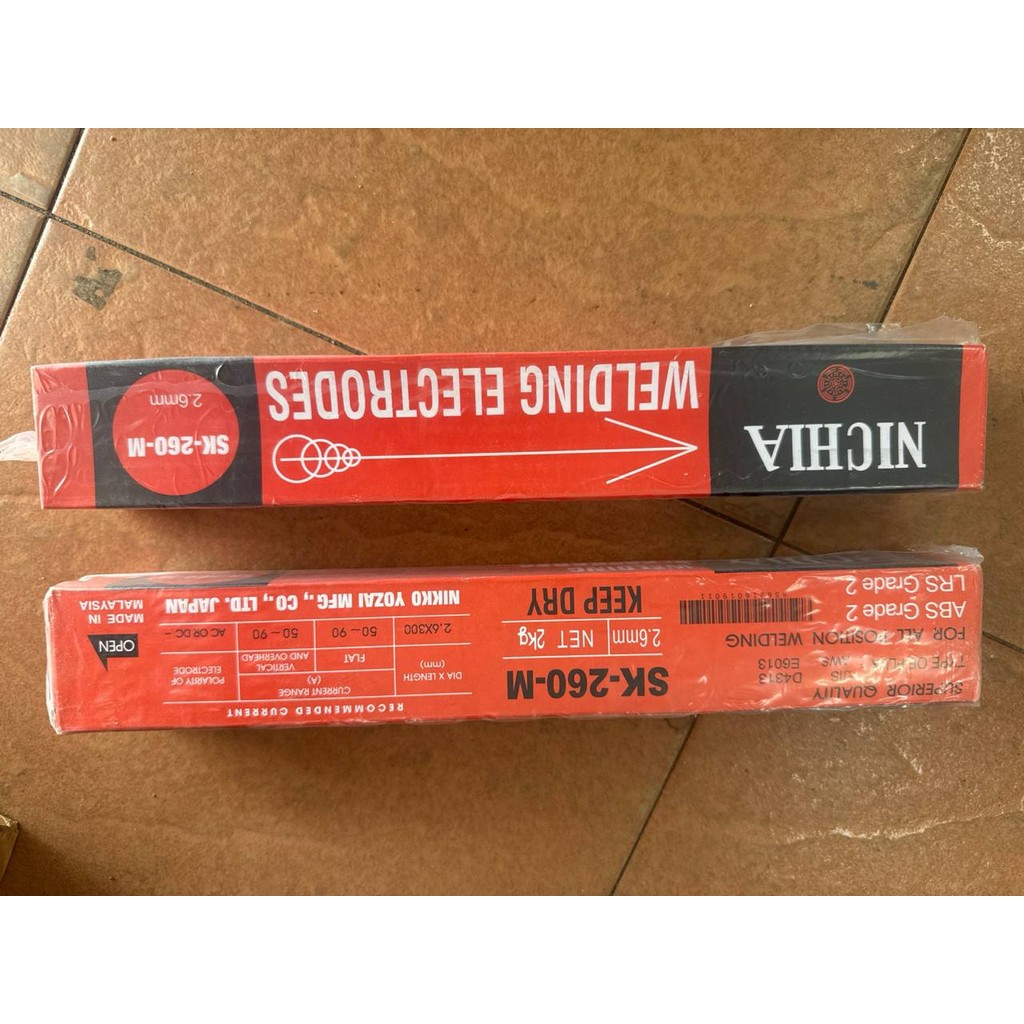 NICHIA
WELDING ELECTRODES
SK-260-M
2.6mm
SUPERIOR QUALITY
TYPE OF JIS D4313
AWS E6013
FOR ALL POSITION WELDING
ABS Grade 2
LRS Grade 2
SK-260-M
2.6mm NET 2kg
KEEP DRY
RECOMMENDED CURRENT
DIA X LENGTH
(mm)
CURRENT RANGE
(A)
FLAT
VERTICAL
AND OVERHEAD
POLARITY OF
ELECTRODE
2.6X300 50~90 50~90 AC OR DC -
NIKKO YOZAI MFG., CO., LTD. JAPAN
OPEN
MADE IN
MALAYSIA